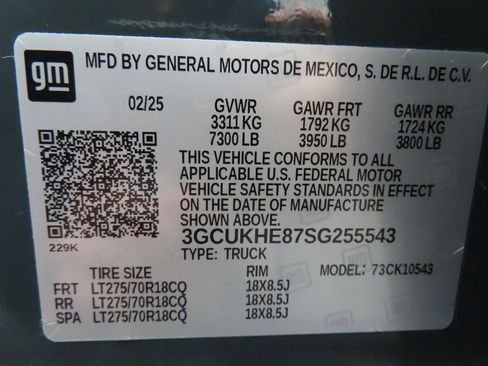 gm MFD BY GENERAL MOTORS DE MEXICO, S. DE R.L. DE C.V.
02/25 GVWR GAWR FRT GAWR RR
3311 KG 1792 KG 1724 KG
7300 LB 3950 LB 3800 LB
THIS VEHICLE CONFORMS TO ALL
APPLICABLE U.S. FEDERAL MOTOR
VEHICLE SAFETY STANDARDS IN EFFECT
ON THE DATE OF MANUFACTURE
SHOWN ABOVE.
229K 3GCUKHE87SG255543
TYPE: TRUCK
TIRE SIZE RIM MODEL: 73CK10543
FRT LT275/70R18CQ 18X8.5J
RR LT275/70R18CQ 18X8.5J
SPA LT275/70R18CQ 18X8.5J